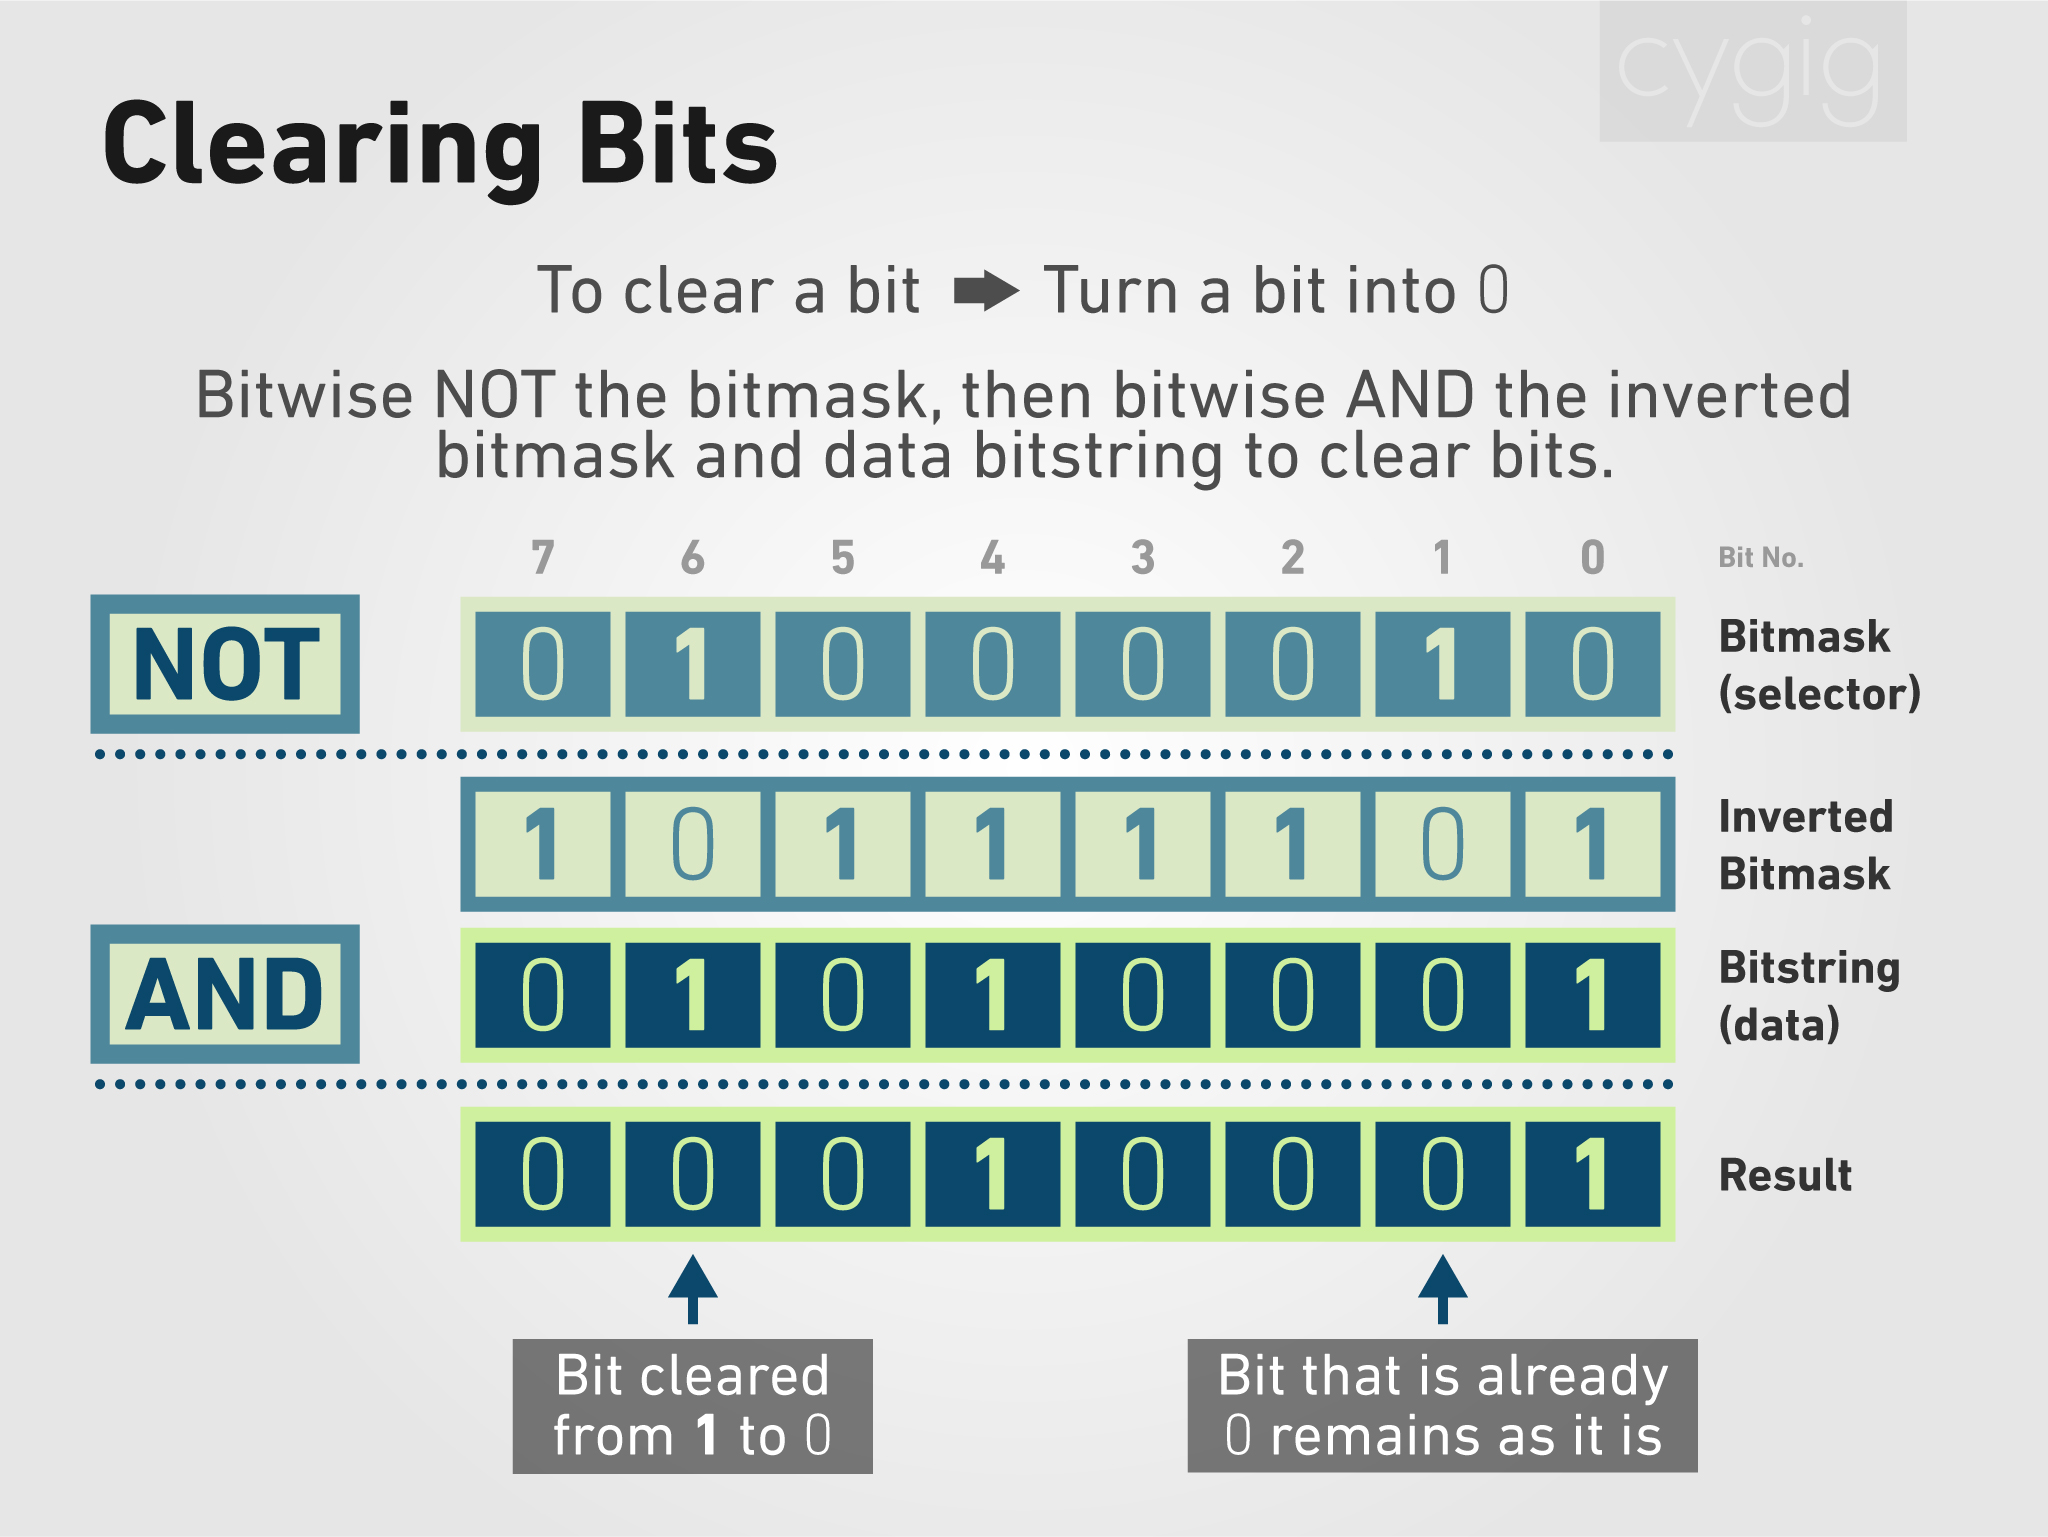 cygig
Clearing Bits
To clear a bit ➡ Turn a bit into 0
Bitwise NOT the bitmask, then bitwise AND the inverted
bitmask and data bitstring to clear bits.
7 6 5 4 3 2 1 0 Bit No.
NOT 0 1 0 0 0 0 1 0 Bitmask
(selector)
1 0 1 1 1 1 0 1 Inverted
Bitmask
AND 0 1 0 1 0 0 0 1 Bitstring
(data)
0 0 0 1 0 0 0 1 Result
Bit cleared
from 1 to 0
Bit that is already
0 remains as it is